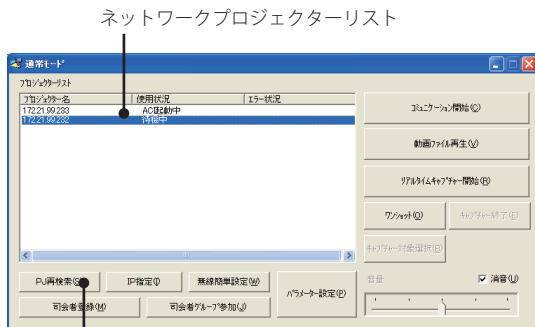 ネットワークプロジェクターリスト
通常モード
プロジェクターリスト
プロジェクター名 使用状況 エラー状況
172.21.99.233 AC起動中
172.21.99.232 待機中
コミュニケーション開始(C)
動画ファイル再生(V)
リアルタイムキャプチャー開始(R)
ワンショット(O) キャプチャー終了(E)
キャプチャー対象選択(B)
PJ再検索(S) IP指定(I) 無線簡単設定(W)
司会者登録(M) 司会者グループ参加(J)
パラメーター設定(P)
音量 消音(U)